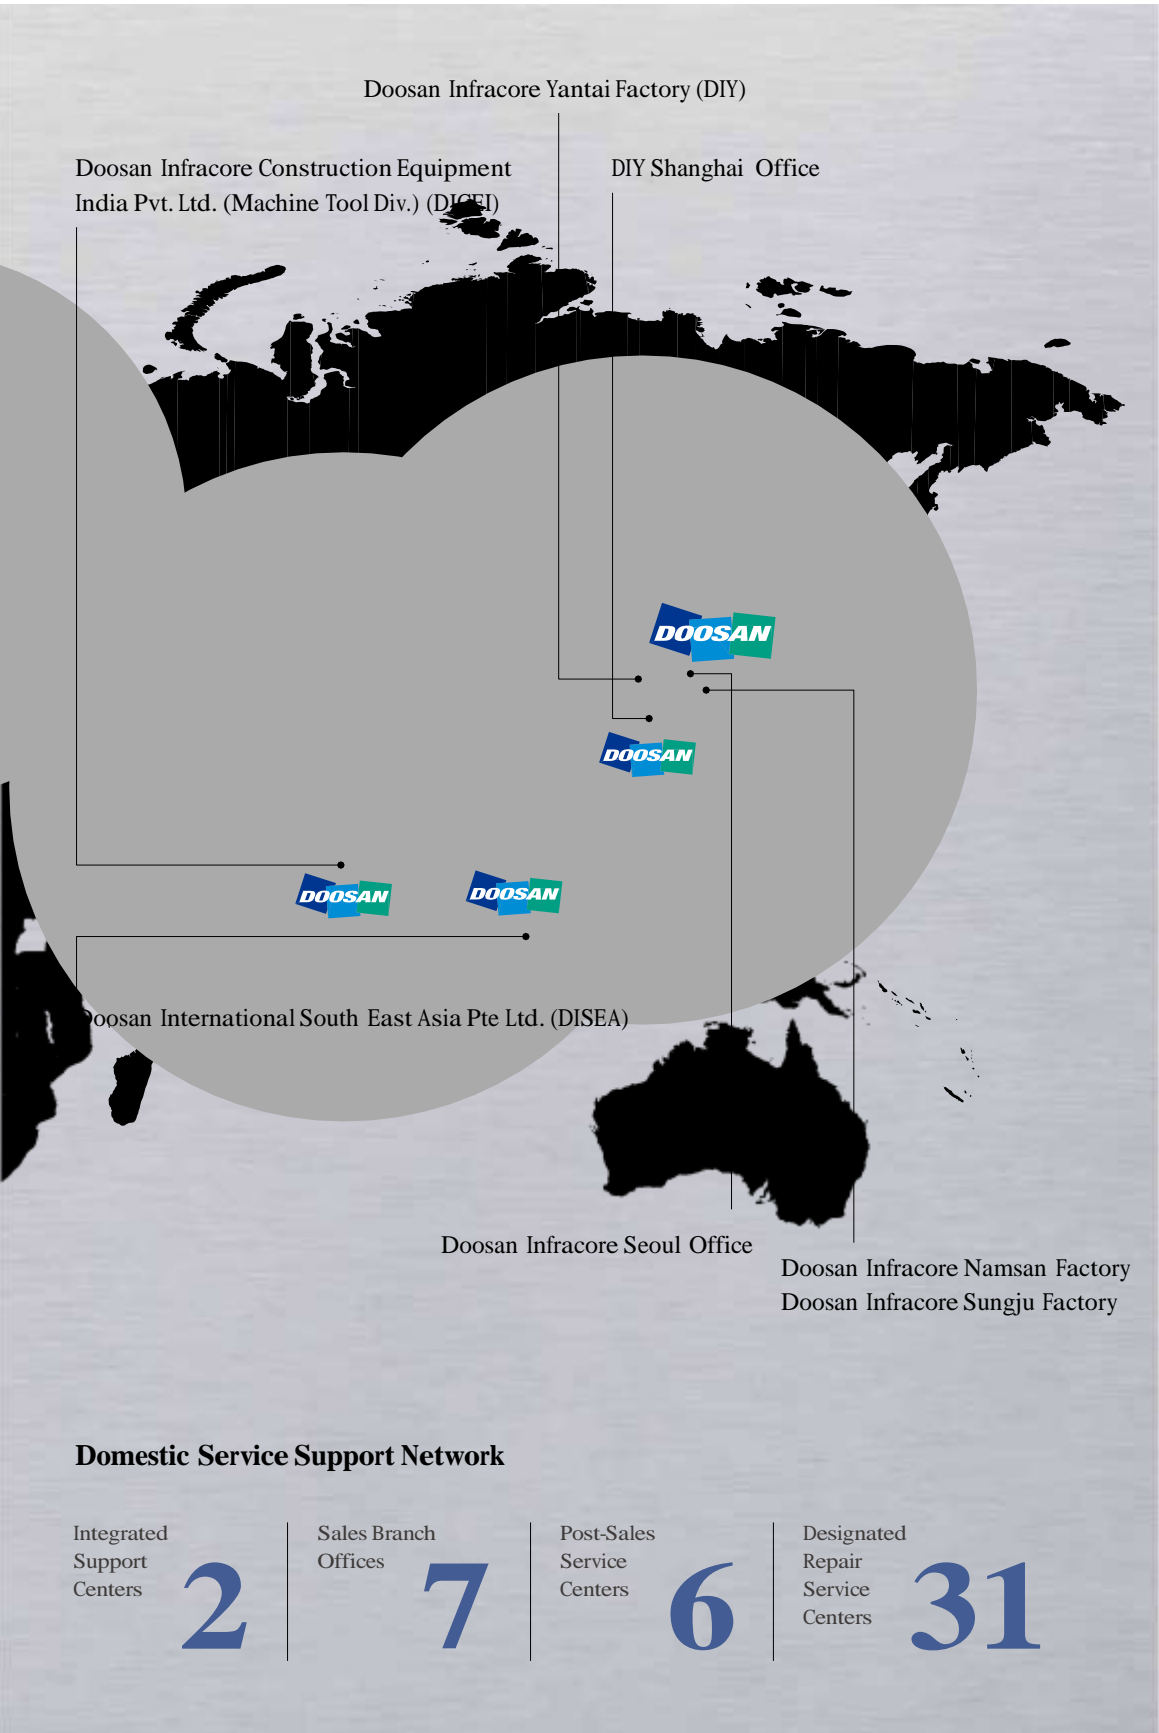 Doosan Infracore Yantai Factory (DIY)
Doosan Infracore Construction Equipment
India Pvt. Ltd. (Machine Tool Div.) (DICEI)
DIY Shanghai Office
DOOSAN
DOOSAN
DOOSAN
DOOSAN
Doosan International South East Asia Pte Ltd. (DISEA)
Doosan Infracore Seoul Office
Doosan Infracore Namsan Factory
Doosan Infracore Sungju Factory
Domestic Service Support Network
Integrated
Support
Centers
2
Sales Branch
Offices
7
Post-Sales
Service
Centers
6
Designated
Repair
Service
Centers
31